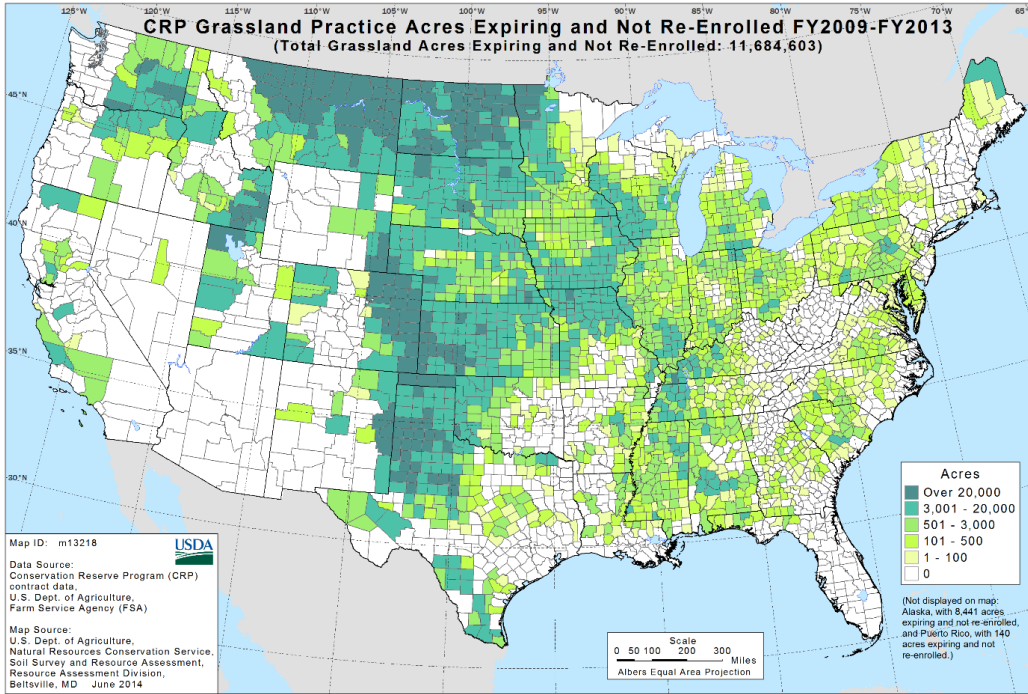 CRP Grassland Practice Acres Expiring and Not Re-Enrolled FY2009-FY2013
(Total Grassland Acres Expiring and Not Re-Enrolled: 11,684,603)
125°W 120°W 115°W 110°W 105°W 100°W 95°W 90°W 85°W 80°W 75°W 70°W 65°W
45°N
40°N
35°N
30°N
Acres
Over 20,000
3,001 - 20,000
501 - 3,000
101 - 500
1 - 100
0
(Not displayed on map:
Alaska, with 8,441 acres
expiring and not re-enrolled,
and Puerto Rico, with 140
acres expiring and not
re-enrolled.)
Map ID: m13218
USDA
Data Source:
Conservation Reserve Program (CRP)
contract data,
U.S. Dept. of Agriculture,
Farm Service Agency (FSA)
Map Source:
U.S. Dept. of Agriculture,
Natural Resources Conservation Service,
Soil Survey and Resource Assessment,
Resource Assessment Division,
Beltsville, MD June 2014
Scale
0 50 100 200 300
Miles
Albers Equal Area Projection